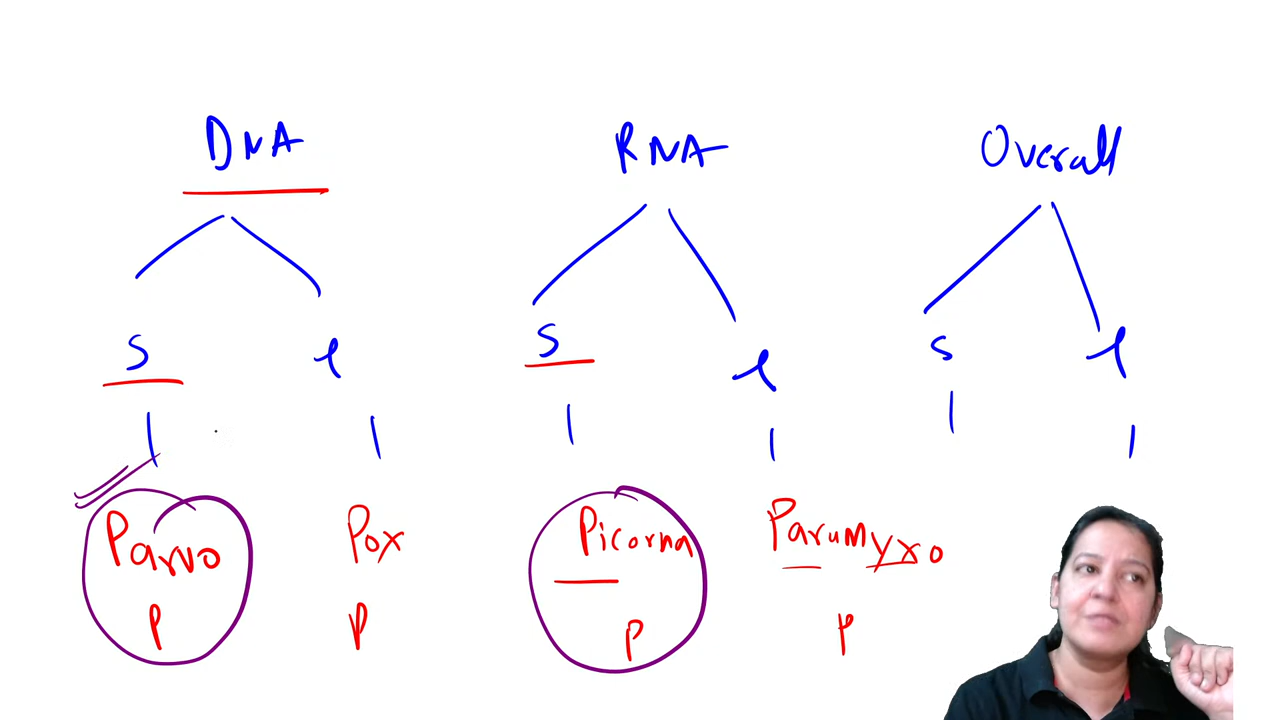 DNA RNA Overall
S l S l S l
Parvo Pox Picorna Paramyxo
P P P P